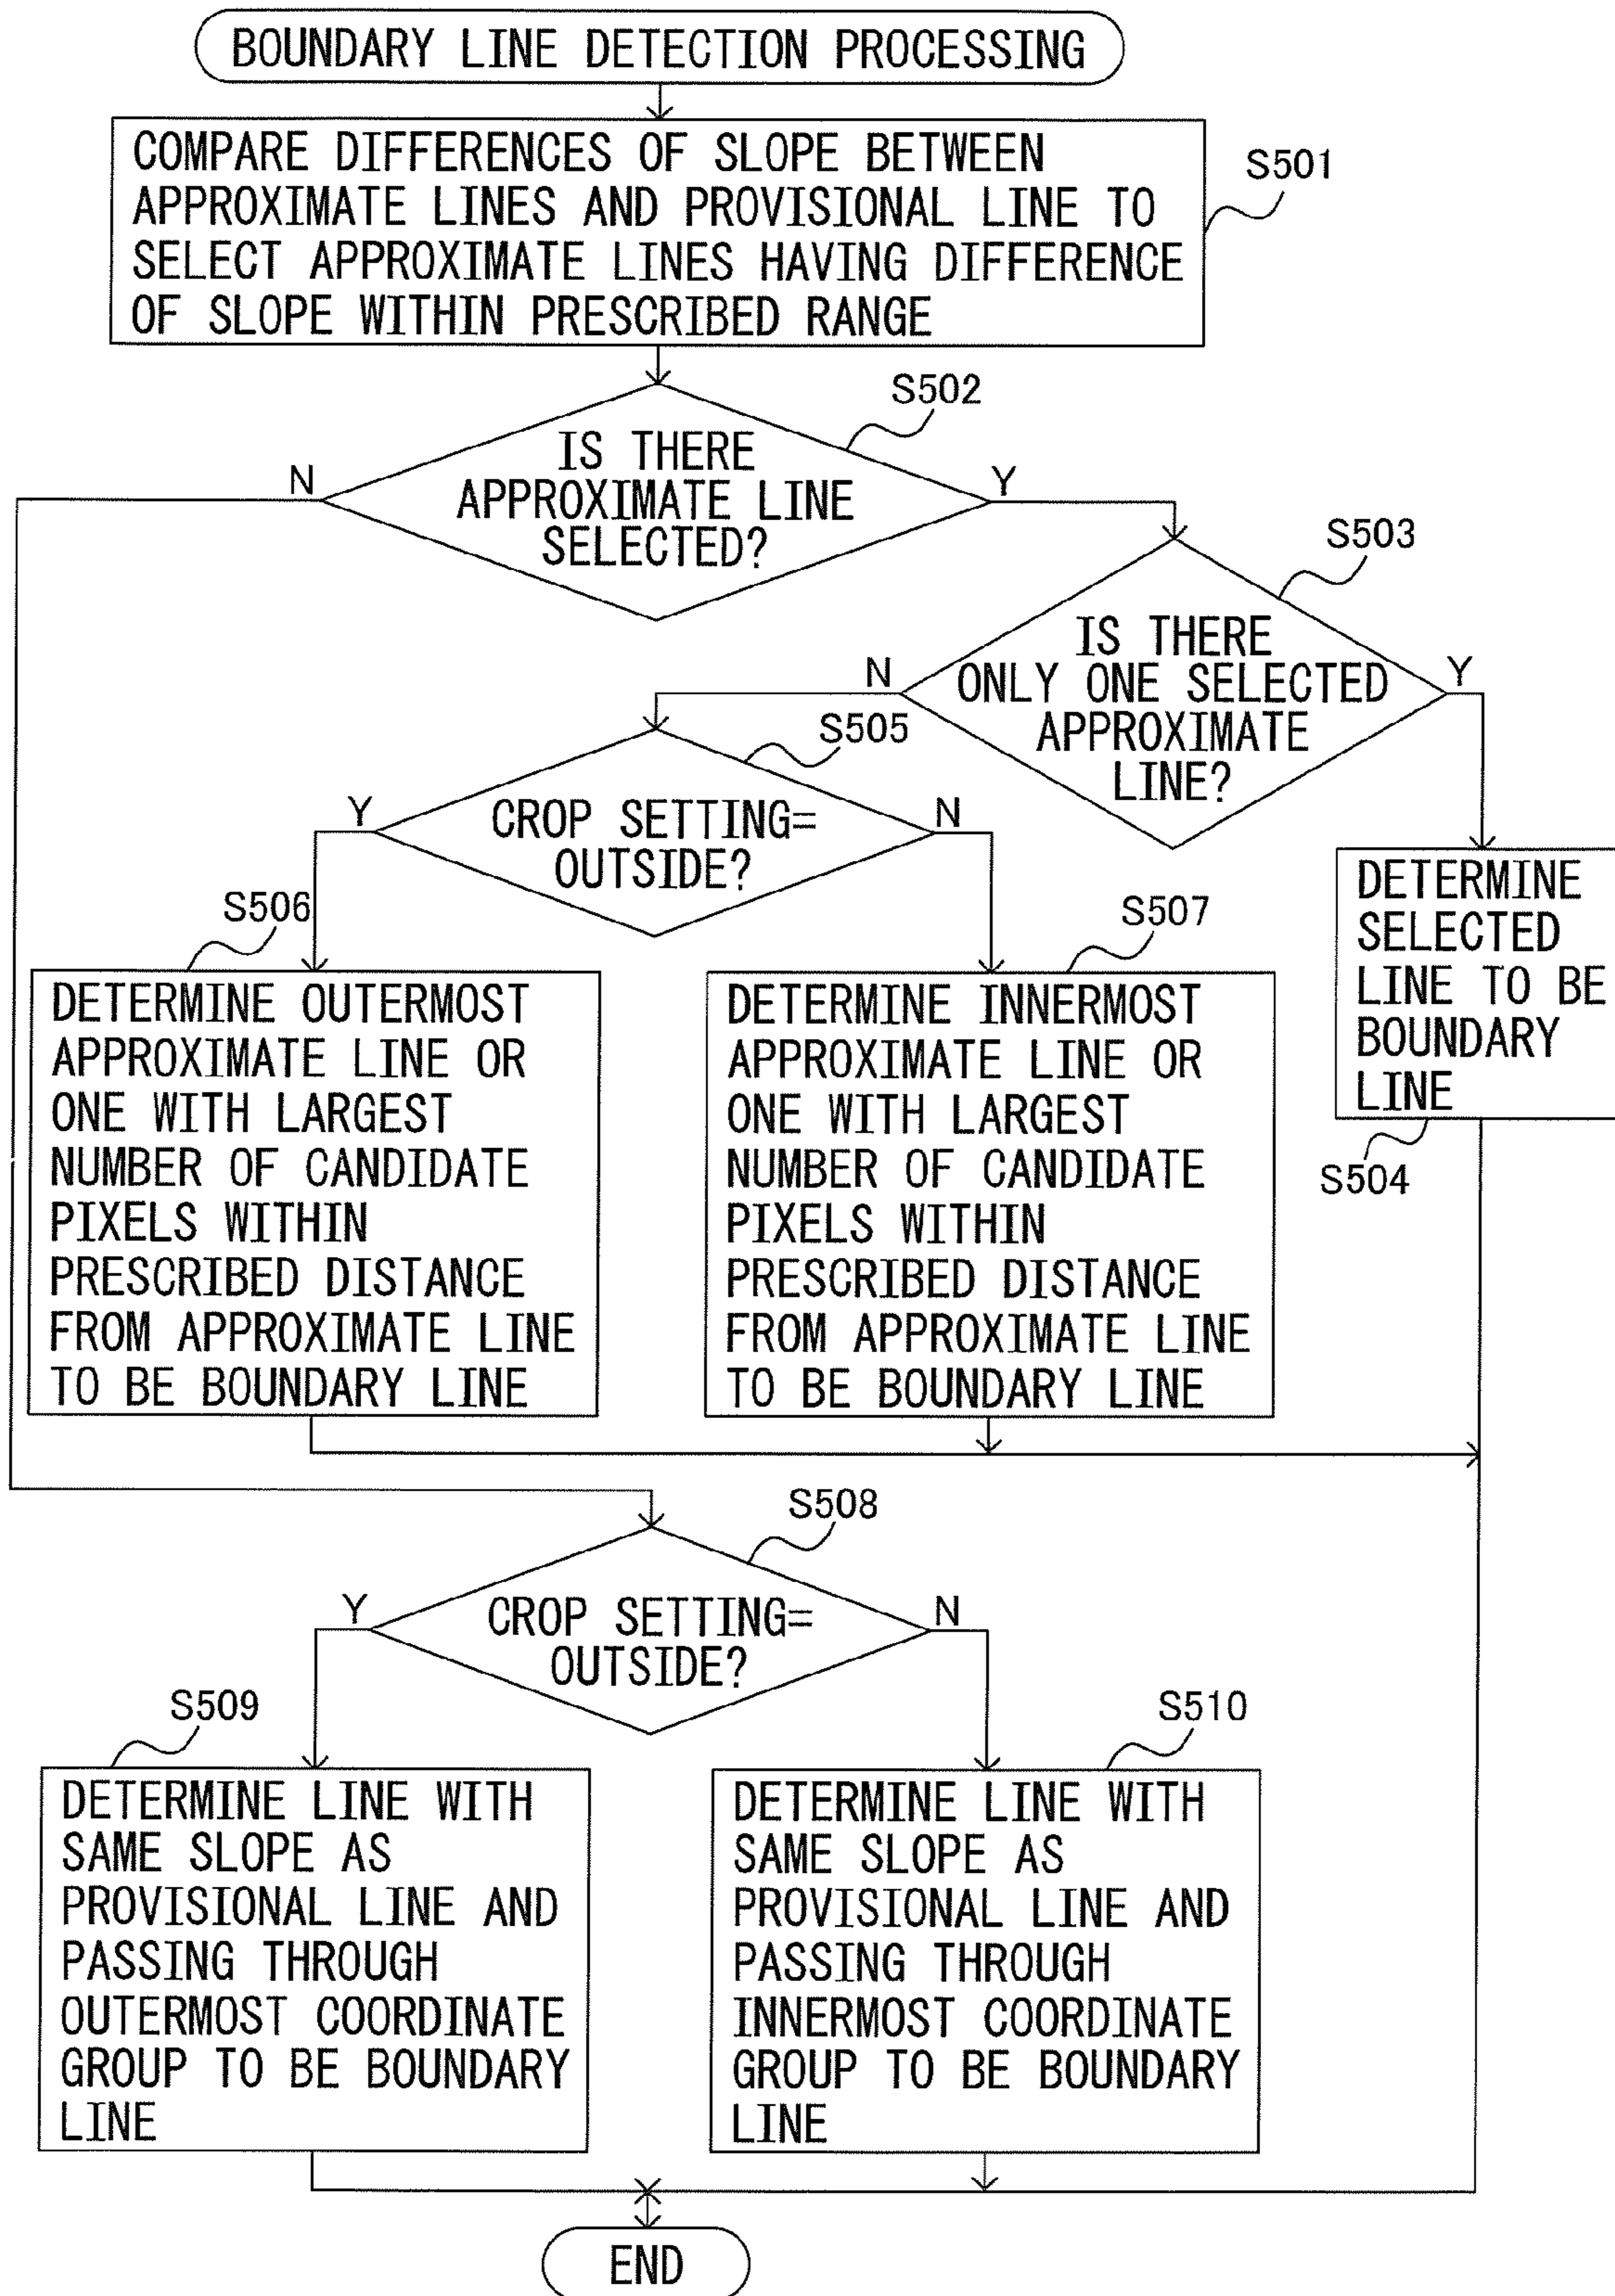 BOUNDARY LINE DETECTION PROCESSING
COMPARE DIFFERENCES OF SLOPE BETWEEN
APPROXIMATE LINES AND PROVISIONAL LINE TO
SELECT APPROXIMATE LINES HAVING DIFFERENCE
OF SLOPE WITHIN PRESCRIBED RANGE
S501
S502
IS THERE
APPROXIMATE LINE
SELECTED?
N
Y
S503
IS THERE
ONLY ONE SELECTED
APPROXIMATE
LINE?
N
Y
S505
CROP SETTING=
OUTSIDE?
Y
N
DETERMINE
SELECTED
LINE TO BE
BOUNDARY
LINE
S504
S506
DETERMINE OUTERMOST
APPROXIMATE LINE OR
ONE WITH LARGEST
NUMBER OF CANDIDATE
PIXELS WITHIN
PRESCRIBED DISTANCE
FROM APPROXIMATE LINE
TO BE BOUNDARY LINE
S507
DETERMINE INNERMOST
APPROXIMATE LINE OR
ONE WITH LARGEST
NUMBER OF CANDIDATE
PIXELS WITHIN
PRESCRIBED DISTANCE
FROM APPROXIMATE LINE
TO BE BOUNDARY LINE
S508
CROP SETTING=
OUTSIDE?
Y
N
S509
DETERMINE LINE WITH
SAME SLOPE AS
PROVISIONAL LINE AND
PASSING THROUGH
OUTERMOST COORDINATE
GROUP TO BE BOUNDARY
LINE
S510
DETERMINE LINE WITH
SAME SLOPE AS
PROVISIONAL LINE AND
PASSING THROUGH
INNERMOST COORDINATE
GROUP TO BE BOUNDARY
LINE
END